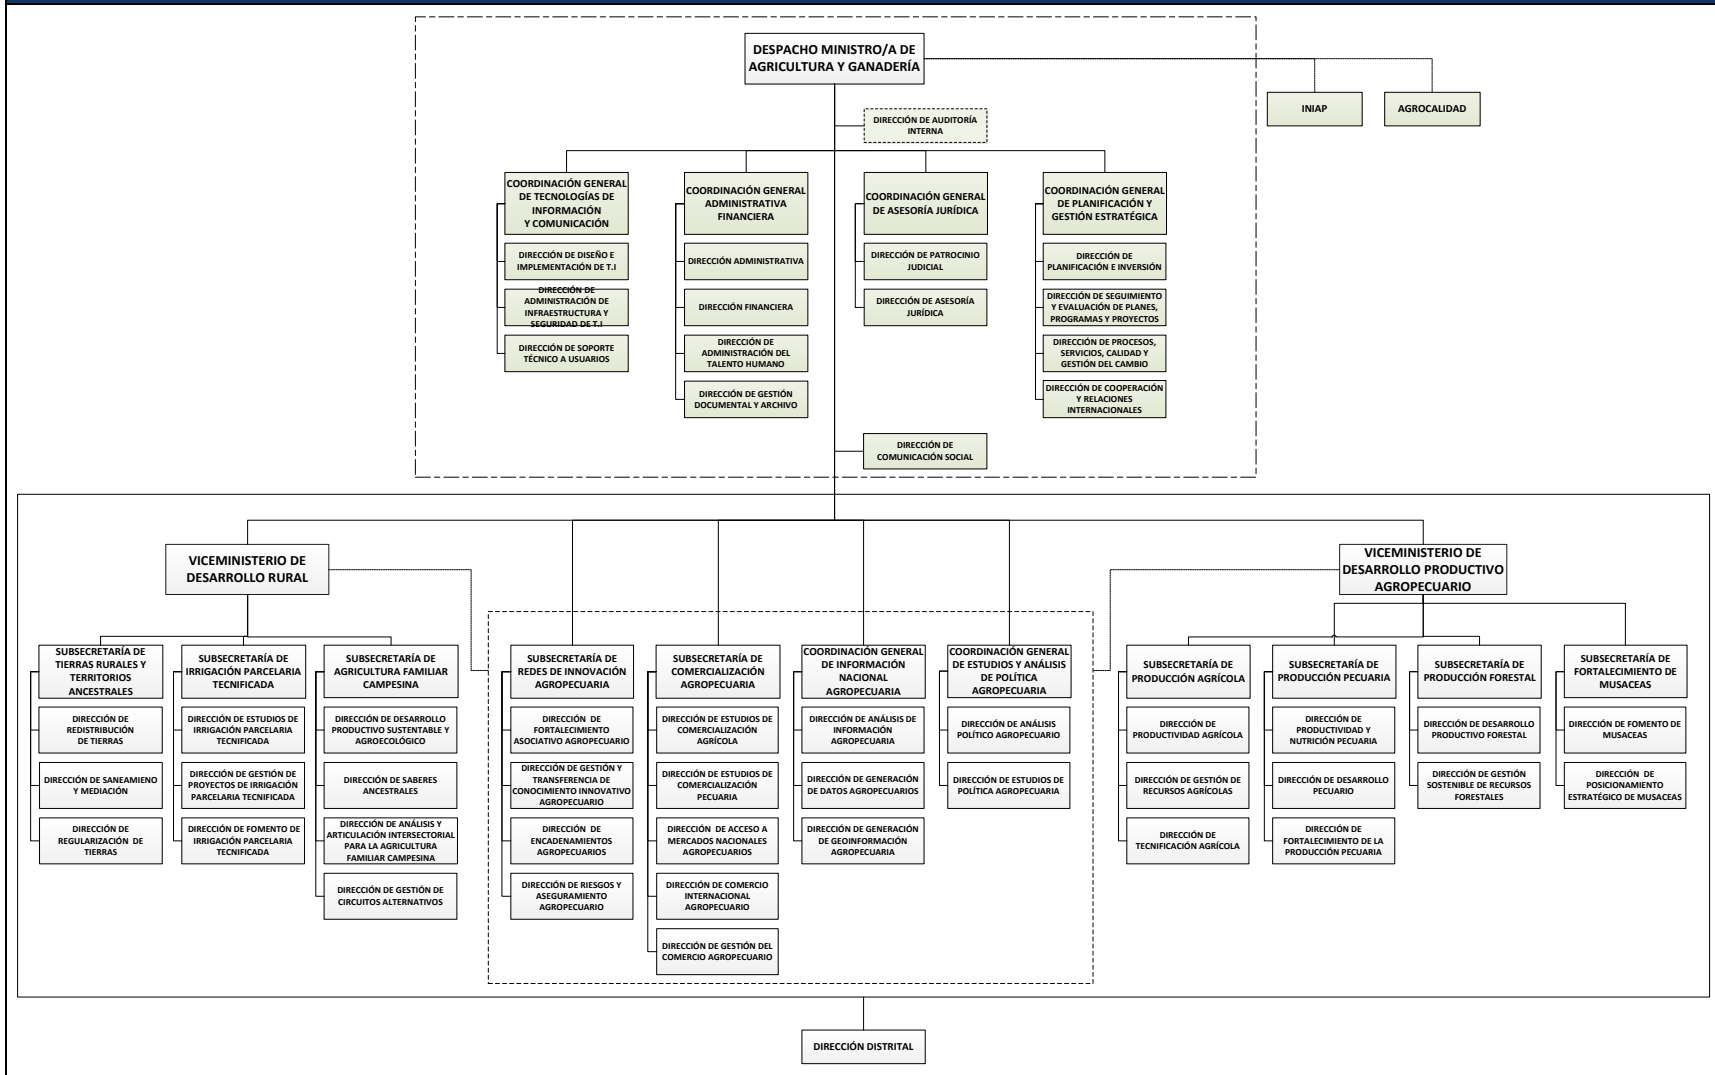 DESPACHO MINISTRO/A DE
AGRICULTURA Y GANADERÍA
INIAP
AGROCALIDAD
DIRECCIÓN DE AUDITORÍA
INTERNA
COORDINACIÓN GENERAL
DE TECNOLOGÍAS DE
INFORMACIÓN
Y COMUNICACIÓN
DIRECCIÓN DE DISEÑO E
IMPLEMENTACIÓN DE T.I
DIRECCIÓN DE
ADMINISTRACIÓN DE
INFRAESTRUCTURA Y
SEGURIDAD DE T.I
DIRECCIÓN DE SOPORTE
TÉCNICO A USUARIOS
COORDINACIÓN GENERAL
ADMINISTRATIVA
FINANCIERA
DIRECCIÓN ADMINISTRATIVA
DIRECCIÓN FINANCIERA
DIRECCIÓN DE
ADMINISTRACIÓN DEL
TALENTO HUMANO
DIRECCIÓN DE GESTIÓN
DOCUMENTAL Y ARCHIVO
COORDINACIÓN GENERAL
DE ASESORÍA JURÍDICA
DIRECCIÓN DE PATROCINIO
JUDICIAL
DIRECCIÓN DE ASESORÍA
JURÍDICA
COORDINACIÓN GENERAL
DE PLANIFICACIÓN Y
GESTIÓN ESTRATÉGICA
DIRECCIÓN DE
PLANIFICACIÓN E INVERSIÓN
DIRECCIÓN DE SEGUIMIENTO
Y EVALUACIÓN DE PLANES,
PROGRAMAS Y PROYECTOS
DIRECCIÓN DE PROCESOS,
SERVICIOS, CALIDAD Y
GESTIÓN DEL CAMBIO
DIRECCIÓN DE COOPERACIÓN
Y RELACIONES
INTERNACIONALES
DIRECCIÓN DE
COMUNICACIÓN SOCIAL
VICEMINISTERIO DE
DESARROLLO RURAL
SUBSECRETARÍA DE
TIERRAS RURALES Y
TERRITORIOS
ANCESTRALES
DIRECCIÓN DE
REDISTRIBUCIÓN
DE TIERRAS
DIRECCIÓN DE SANEAMIENO
Y MEDIACIÓN
DIRECCIÓN DE
REGULARIZACIÓN DE
TIERRAS
SUBSECRETARÍA DE
IRRIGACIÓN PARCELARIA
TECNIFICADA
DIRECCIÓN DE ESTUDIOS DE
IRRIGACIÓN PARCELARIA
TECNIFICADA
DIRECCIÓN DE GESTIÓN DE
PROYECTOS DE IRRIGACIÓN
PARCELARIA TECNIFICADA
DIRECCIÓN DE FOMENTO DE
IRRIGACIÓN PARCELARIA
TECNIFICADA
SUBSECRETARÍA DE
AGRICULTURA FAMILIAR
CAMPESINA
DIRECCIÓN DE DESARROLLO
PRODUCTIVO SUSTENTABLE Y
AGROECOLÓGICO
DIRECCIÓN DE SABERES
ANCESTRALES
DIRECCIÓN DE ANÁLISIS Y
ARTICULACIÓN INTERSECTORIAL
PARA LA AGRICULTURA
FAMILIAR CAMPESINA
DIRECCIÓN DE GESTIÓN DE
CIRCUITOS ALTERNATIVOS
SUBSECRETARÍA DE
REDES DE INNOVACIÓN
AGROPECUARIA
DIRECCIÓN DE
FORTALECIMIENTO
ASOCIATIVO AGROPECUARIO
DIRECCIÓN DE GESTIÓN Y
TRANSFERENCIA DE
CONOCIMIENTO INNOVATIVO
AGROPECUARIO
DIRECCIÓN DE
ENCADENAMIENTOS
AGROPECUARIOS
DIRECCIÓN DE RIESGOS Y
ASEGURAMIENTO
AGROPECUARIO
SUBSECRETARÍA DE
COMERCIALIZACIÓN
AGROPECUARIA
DIRECCIÓN DE ESTUDIOS DE
COMERCIALIZACIÓN
AGRÍCOLA
DIRECCIÓN DE ESTUDIOS DE
COMERCIALIZACIÓN
PECUARIA
DIRECCIÓN DE ACCESO A
MERCADOS NACIONALES
AGROPECUARIOS
DIRECCIÓN DE COMERCIO
INTERNACIONAL
AGROPECUARIO
DIRECCIÓN DE GESTIÓN DEL
COMERCIO AGROPECUARIO
COORDINACIÓN GENERAL
DE INFORMACIÓN
NACIONAL
AGROPECUARIA
DIRECCIÓN DE ANÁLISIS DE
INFORMACIÓN
AGROPECUARIA
DIRECCIÓN DE GENERACIÓN
DE DATOS AGROPECUARIOS
DIRECCIÓN DE GENERACIÓN
DE GEOINFORMACIÓN
AGROPECUARIA
COORDINACIÓN GENERAL
DE ESTUDIOS Y ANÁLISIS
DE POLÍTICA
AGROPECUARIA
DIRECCIÓN DE ANÁLISIS
POLÍTICO AGROPECUARIO
DIRECCIÓN DE ESTUDIOS DE
POLÍTICA AGROPECUARIA
VICEMINISTERIO DE
DESARROLLO PRODUCTIVO
AGROPECUARIO
SUBSECRETARÍA DE
PRODUCCIÓN AGRÍCOLA
DIRECCIÓN DE
PRODUCTIVIDAD AGRÍCOLA
DIRECCIÓN DE GESTIÓN DE
RECURSOS AGRÍCOLAS
DIRECCIÓN DE
TECNIFICACIÓN AGRÍCOLA
SUBSECRETARÍA DE
PRODUCCIÓN PECUARIA
DIRECCIÓN DE
PRODUCTIVIDAD Y
NUTRICIÓN PECUARIA
DIRECCIÓN DE DESARROLLO
PECUARIO
DIRECCIÓN DE
FORTALECIMIENTO DE LA
PRODUCCIÓN PECUARIA
SUBSECRETARÍA DE
PRODUCCIÓN FORESTAL
DIRECCIÓN DE DESARROLLO
PRODUCTIVO FORESTAL
DIRECCIÓN DE GESTIÓN
SOSTENIBLE DE RECURSOS
FORESTALES
SUBSECRETARÍA DE
FORTALECIMIENTO DE
MUSACEAS
DIRECCIÓN DE FOMENTO DE
MUSACEAS
DIRECCIÓN DE
POSICIONAMIENTO
ESTRATÉGICO DE MUSACEAS
DIRECCIÓN DISTRITAL